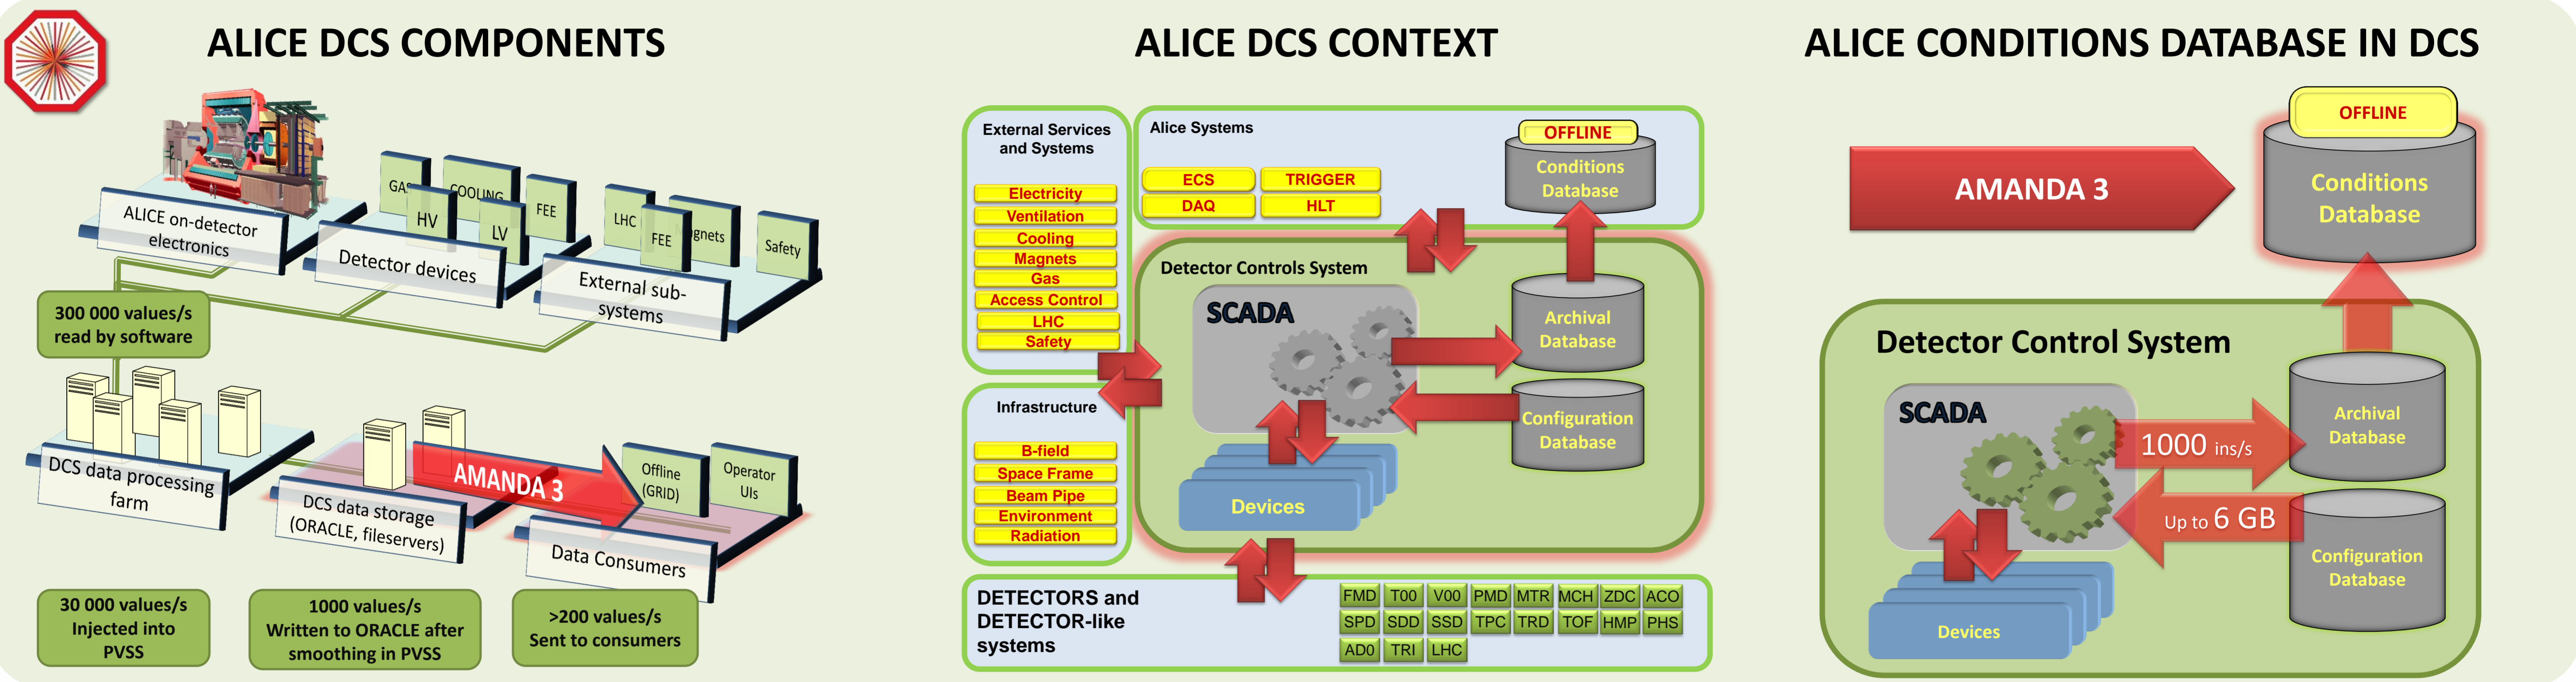 ALICE DCS COMPONENTS
ALICE on-detector
electronics
GAS
COOLING
FEE
HV
LV
Detector devices
LHC
FEE
Safety
External sub-
systems
300 000 values/s
read by software
DCS data processing
farm
DCS data storage
(ORACLE, fileservers)
AMANDA 3
Offline
(GRID)
Operator
UIs
Data Consumers
30 000 values/s
Injected into
PVSS
1000 values/s
Written to ORACLE after
smoothing in PVSS
>200 values/s
Sent to consumers
ALICE DCS CONTEXT
External Services
and Systems
Electricity
Ventilation
Cooling
Magnets
Gas
Access Control
LHC
Safety
Infrastructure
B-field
Space Frame
Beam Pipe
Environment
Radiation
Alice Systems
ECS
TRIGGER
DAQ
HLT
OFFLINE
Conditions
Database
Detector Controls System
SCADA
Archival
Database
Configuration
Database
Devices
DETECTORS and
DETECTOR-like
systems
FMD T00 V00 PMD MTR MCH ZDC ACO
SPD SDD SSD TPC TRD TOF HMP PHS
AD0 TRI LHC
ALICE CONDITIONS DATABASE IN DCS
AMANDA 3
OFFLINE
Conditions
Database
Detector Control System
SCADA
1000 ins/s
Up to 6 GB
Archival
Database
Configuration
Database
Devices